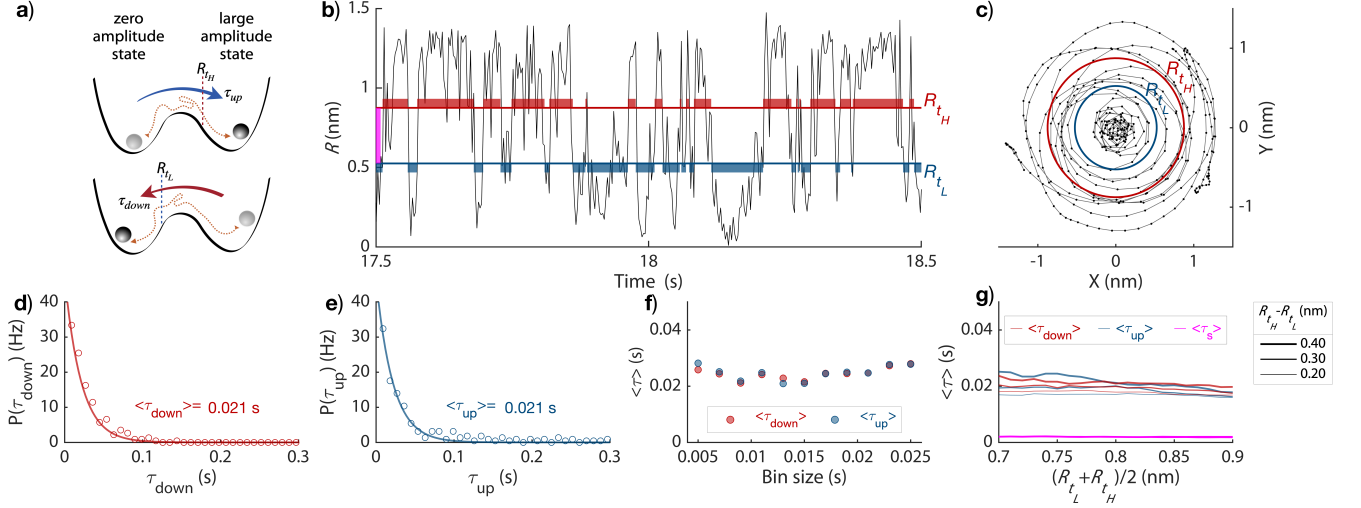 a)
zero
amplitude
state
large
amplitude
state
R_tH
τ_up
R_tL
τ_down
b)
R (nm)
1.5
1
0.5
0
17.5
18
18.5
Time (s)
R_tH
R_tL
c)
R_tH
R_tL
1
0
-1
Y (nm)
-1
0
1
X (nm)
d)
P(τ_down) (Hz)
40
30
20
10
0
<τ_down>= 0.021 s
0
0.1
0.2
0.3
τ_down (s)
e)
P(τ_up) (Hz)
40
30
20
10
0
<τ_up>= 0.021 s
0
0.1
0.2
0.3
τ_up (s)
f)
<τ> (s)
0.04
0.02
0
<τ_down> <τ_up>
0.005
0.01
0.015
0.02
0.025
Bin size (s)
g)
<τ> (s)
0.04
0.02
0
<τ_down> <τ_up> <τ_s>
0.7
0.75
0.8
0.85
0.9
(R_tL+R_tH)/2 (nm)
R_tH-R_tL (nm)
0.40
0.30
0.20